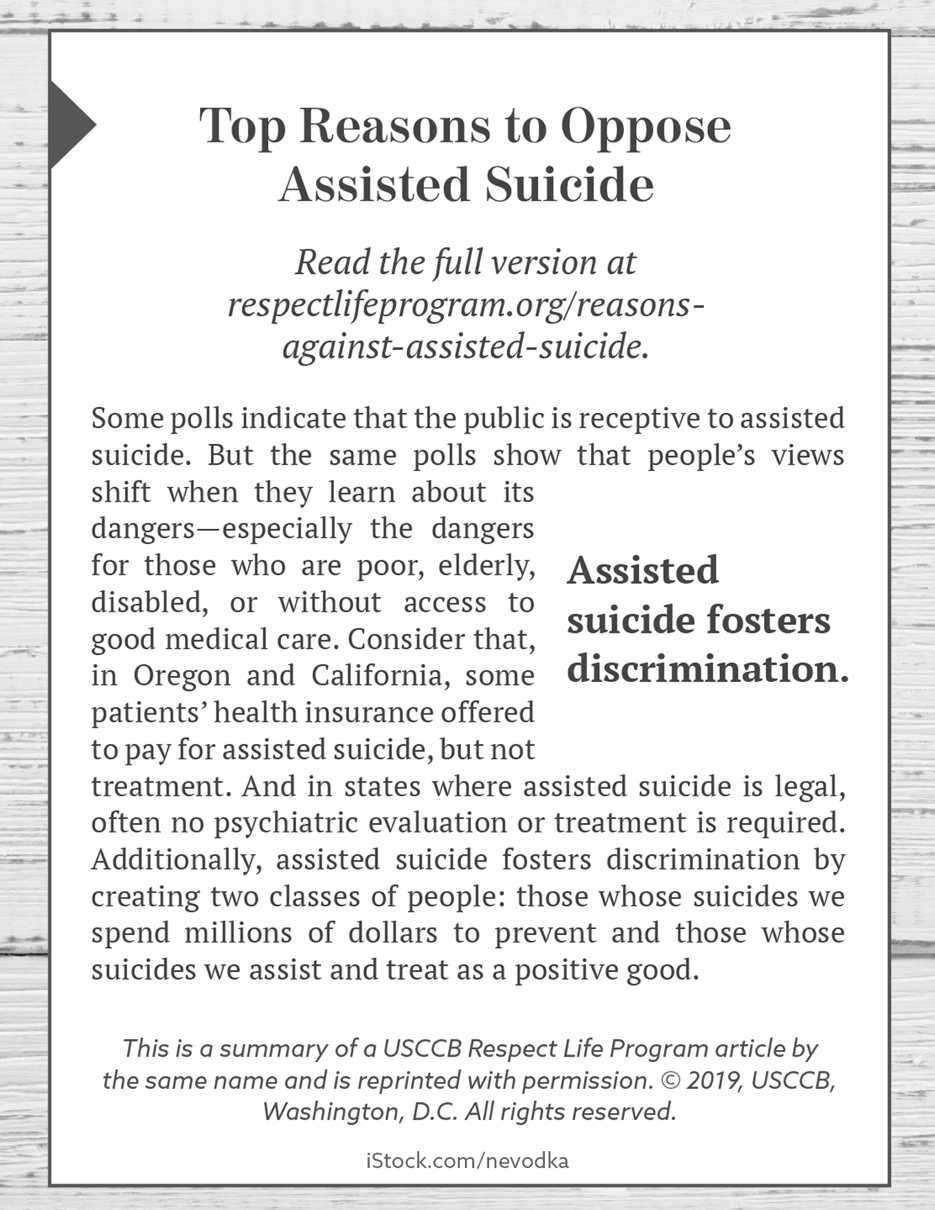 Top Reasons to Oppose
Assisted Suicide
Read the full version at
respectlifeprogram.org/reasons-
against-assisted-suicide.
Some polls indicate that the public is receptive to assisted
suicide. But the same polls show that people’s views
shift when they learn about its
dangers—especially the dangers
for those who are poor, elderly,
disabled, or without access to
good medical care. Consider that,
in Oregon and California, some
patients’ health insurance offered
to pay for assisted suicide, but not
Assisted
suicide fosters
discrimination.
treatment. And in states where assisted suicide is legal,
often no psychiatric evaluation or treatment is required.
Additionally, assisted suicide fosters discrimination by
creating two classes of people: those whose suicides we
spend millions of dollars to prevent and those whose
suicides we assist and treat as a positive good.
This is a summary of a USCCB Respect Life Program article by
the same name and is reprinted with permission. © 2019, USCCB,
Washington, D.C. All rights reserved.
iStock.com/nevodka